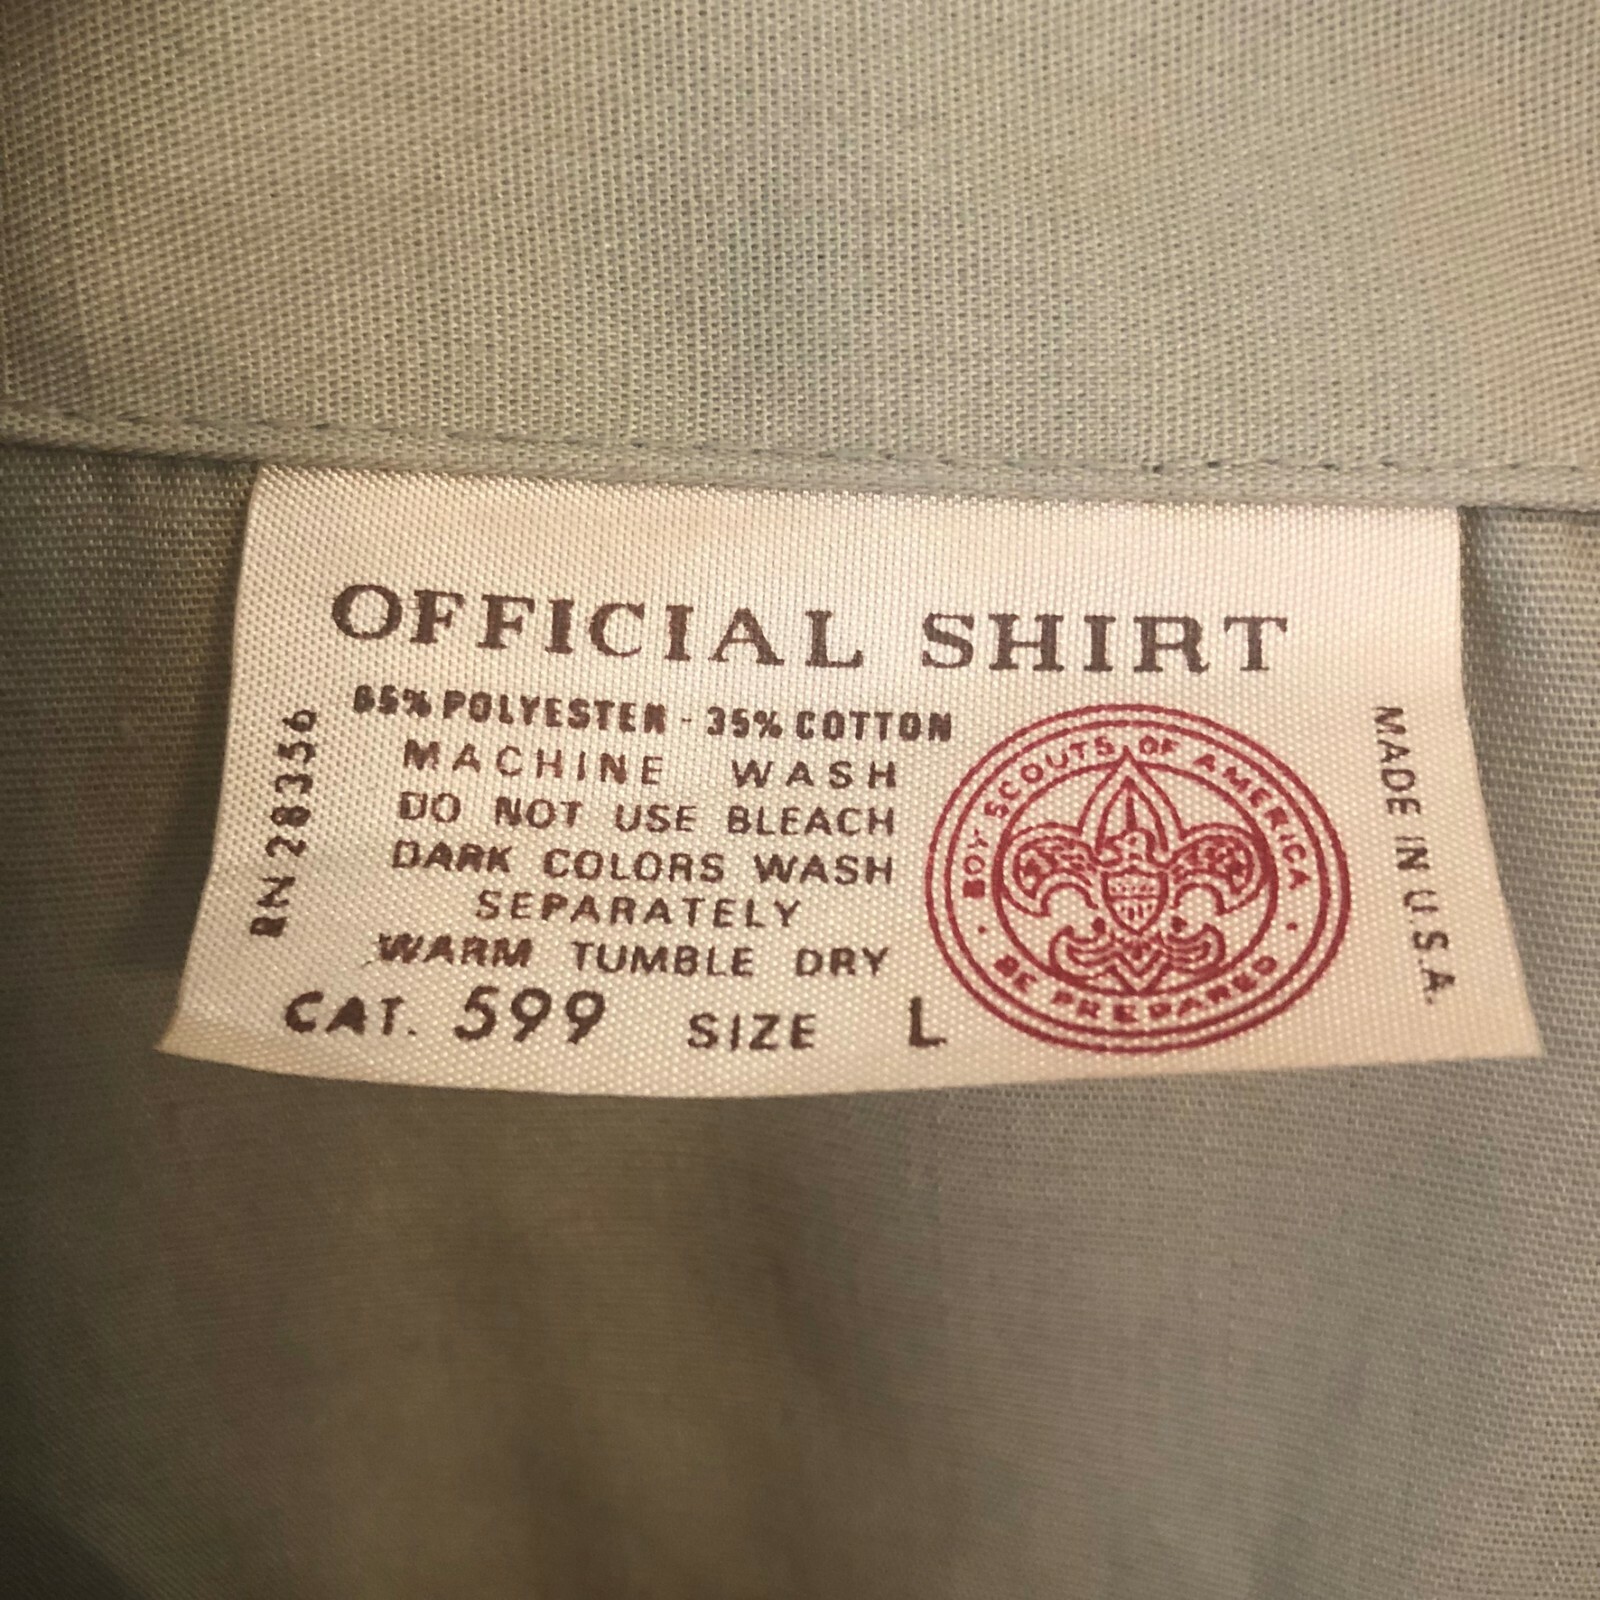 OFFICIAL SHIRT
65% POLYESTER - 35% COTTON
MACHINE WASH
DO NOT USE BLEACH
DARK COLORS WASH
SEPARATELY
WARM TUMBLE DRY
CAT. 599 SIZE L
RN 28356
BOY SCOUTS OF AMERICA
· BE PREPARED ·
MADE IN U.S.A.